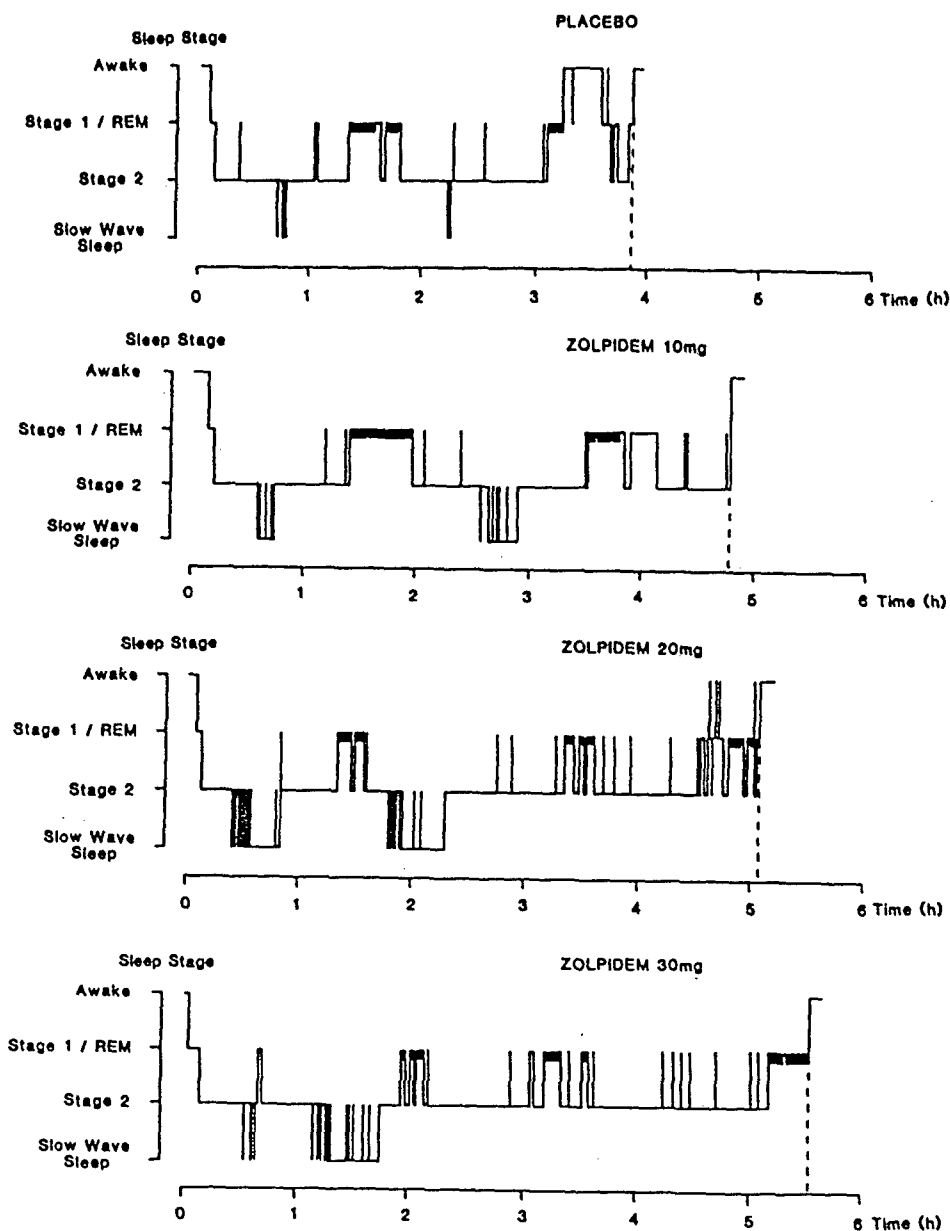 PLACEBO
Sleep Stage
Awake
Stage 1 / REM
Stage 2
Slow Wave
Sleep
0 1 2 3 4 5 6 Time (h)
Sleep Stage
ZOLPIDEM 10mg
Awake
Stage 1 / REM
Stage 2
Slow Wave
Sleep
0 1 2 3 4 5 6 Time (h)
Sleep Stage
ZOLPIDEM 20mg
Awake
Stage 1 / REM
Stage 2
Slow Wave
Sleep
0 1 2 3 4 5 6 Time (h)
Sleep Stage
ZOLPIDEM 30mg
Awake
Stage 1 / REM
Stage 2
Slow Wave
Sleep
0 1 2 3 4 5 6 Time (h)